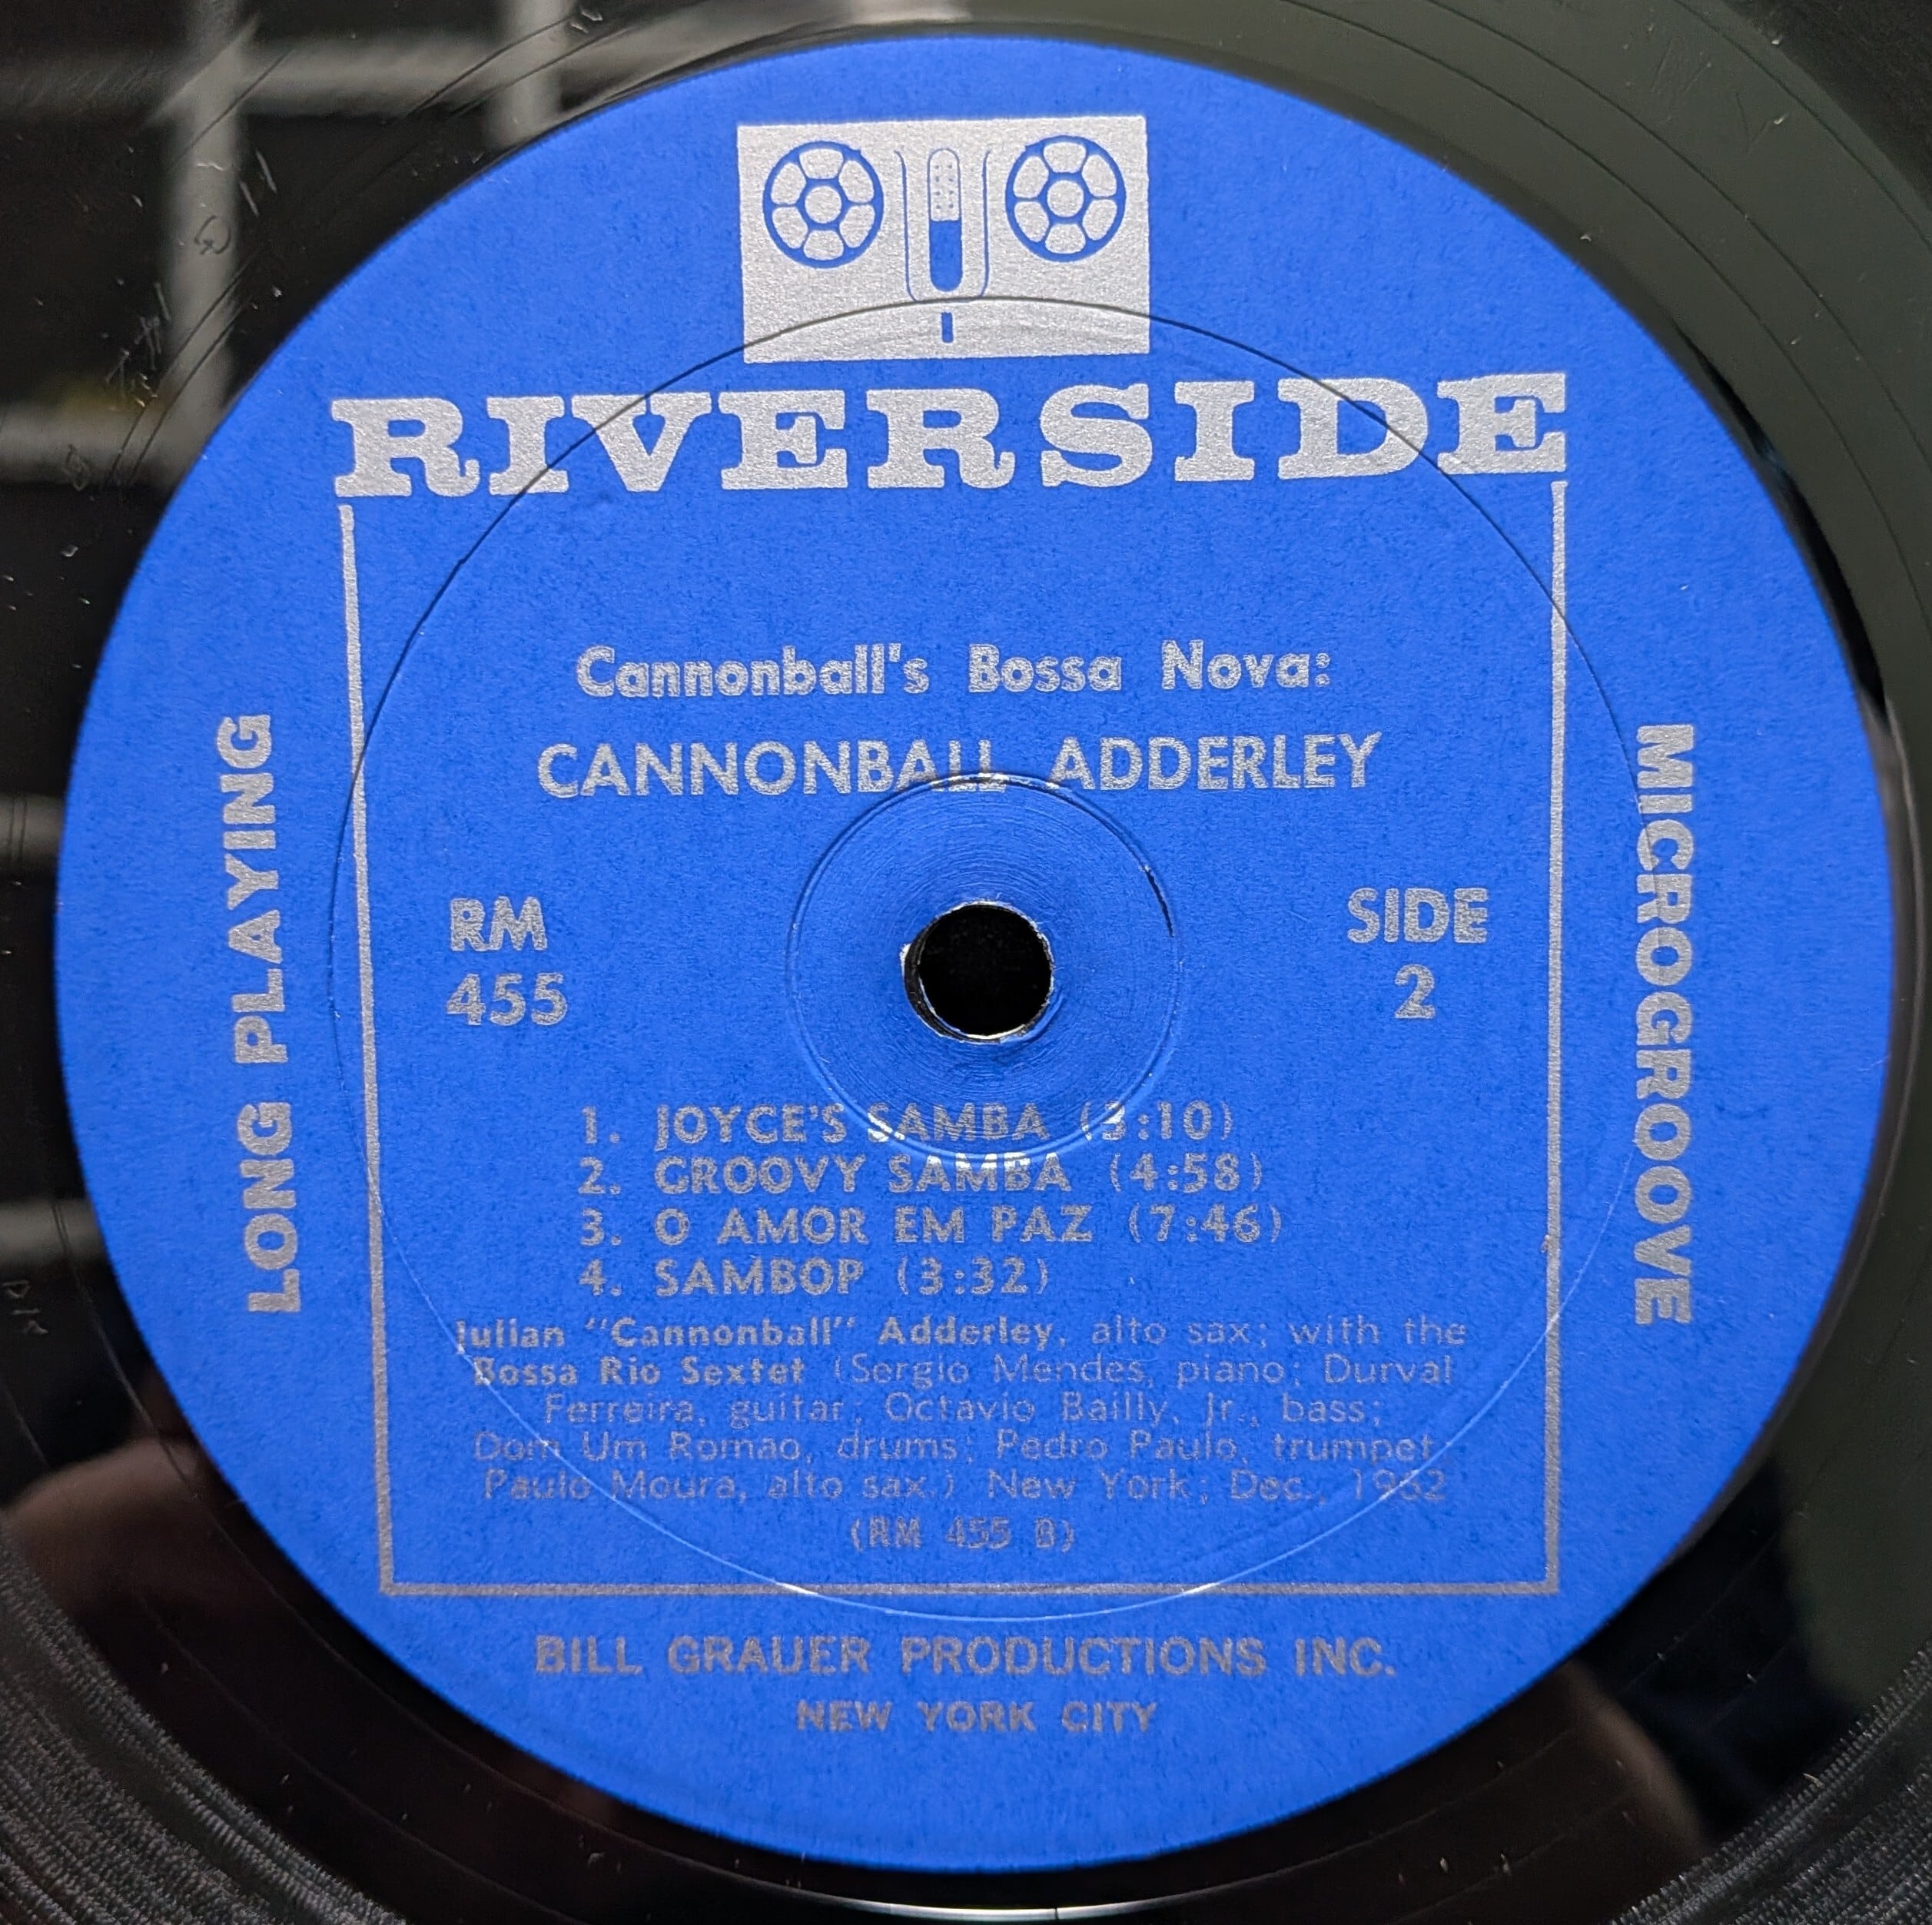 RIVERSIDE
Cannonball's Bossa Nova:
CANNONBALL ADDERLEY
LONG PLAYING
RM
455
SIDE
2
MICROGROOVE
1. JOYCE'S SAMBA (3:10)
2. GROOVY SAMBA (4:58)
3. O AMOR EM PAZ (7:46)
4. SAMBOP (3:32)
Julian "Cannonball" Adderley, alto sax; with the
Bossa Rio Sextet (Sergio Mendes, piano; Durval
Ferreira, guitar; Octavio Bailly, Jr., bass;
Dom Um Romao, drums; Pedro Paulo, trumpet;
Paulo Moura, alto sax.) New York; Dec., 1962
(RM 455 B)
BILL GRAUER PRODUCTIONS INC.
NEW YORK CITY